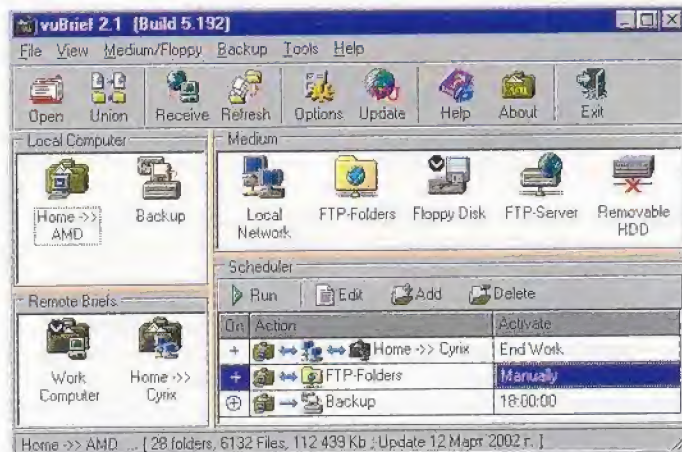 vuBrief 2.1 (Build 5.192)
File View Medium/Floppy Backup Tools Help
Open Union Receive Refresh Options Update Help About Exit
Local Computer
Home ->> AMD
Backup
Medium
Local Network
FTP-Folders
Floppy Disk
FTP-Server
Removable HDD
Remote Briefs
Work Computer
Home ->> Cyrix
Scheduler
Run Edit Add Delete
On Action Activate
+ Home ->> Cyrix End Work
+ FTP-Folders Manually
Backup 18:00:00
Home ->> AMD ... [ 28 folders, 6132 Files, 112 439 Kb ; Update 12 Март 2002 г. ]